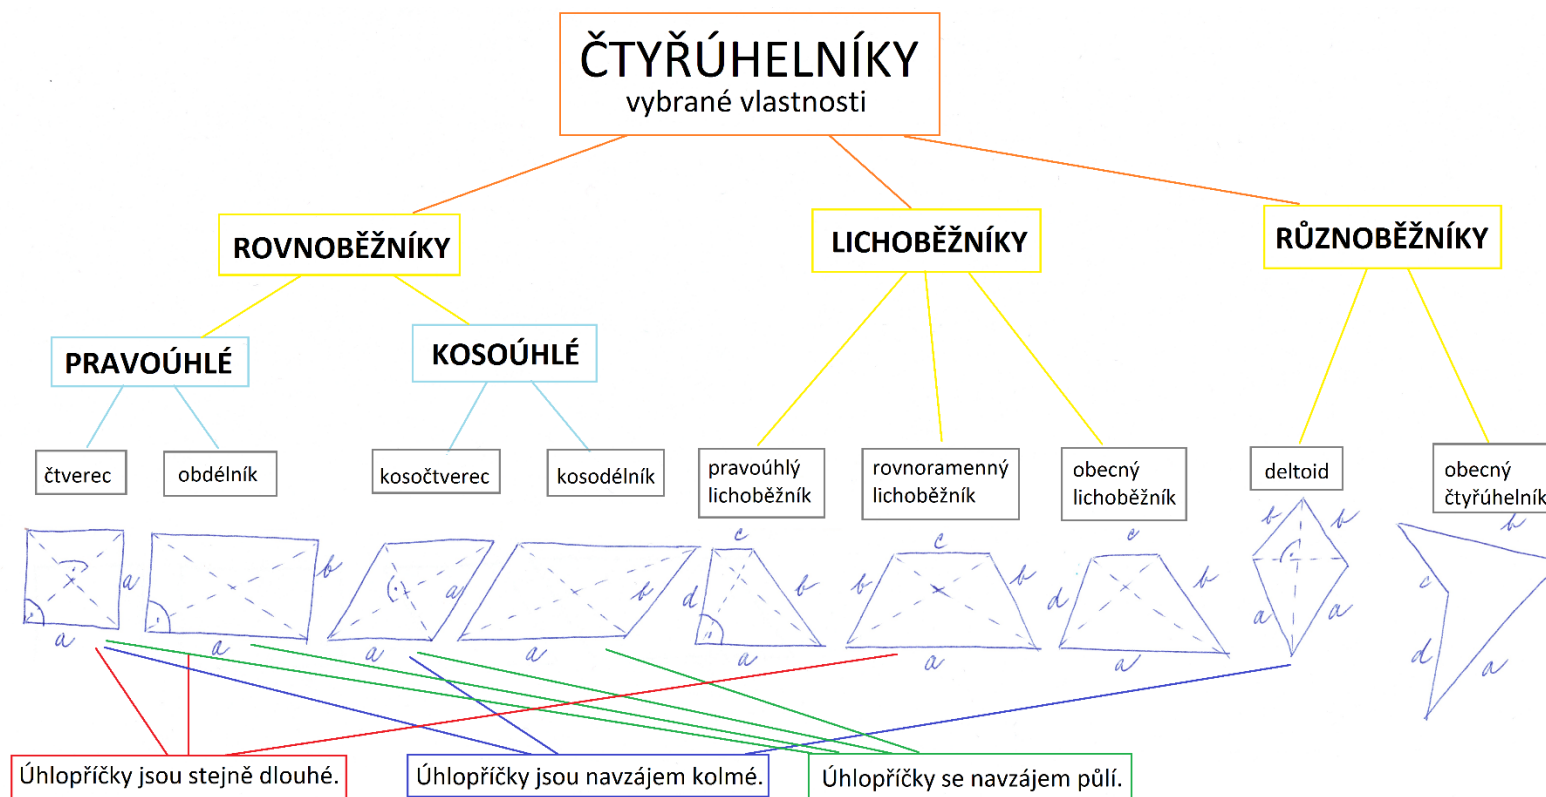 ČTYŘÚHELNÍKY
vybrané vlastnosti
ROVNOBĚŽNÍKY
LICHOBĚŽNÍKY
RŮZNOBĚŽNÍKY
PRAVOÚHLÉ
KOSOÚHLÉ
čtverec
obdélník
kosočtverec
kosodélník
pravoúhlý
lichoběžník
rovnoramenný
lichoběžník
obecný
lichoběžník
deltoid
obecný
čtyřúhelník
a
a
b
a
a
a
b
a
c
d
b
a
c
b
b
a
c
d
b
a
b
b
a
a
b
c
d
a
Úhlopříčky jsou stejně dlouhé.
Úhlopříčky jsou navzájem kolmé.
Úhlopříčky se navzájem půlí.